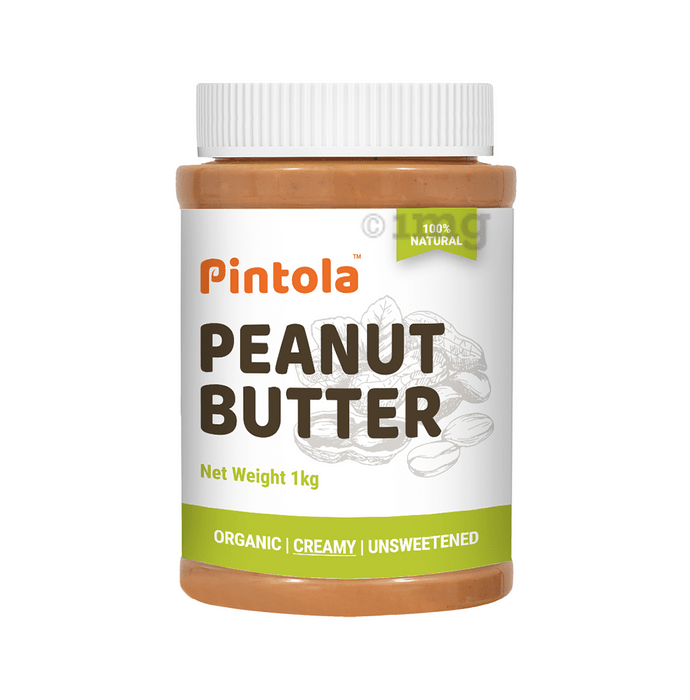 © 1mg
100%
NATURAL
Pintola™
PEANUT
BUTTER
Net Weight 1kg
ORGANIC | CREAMY | UNSWEETENED